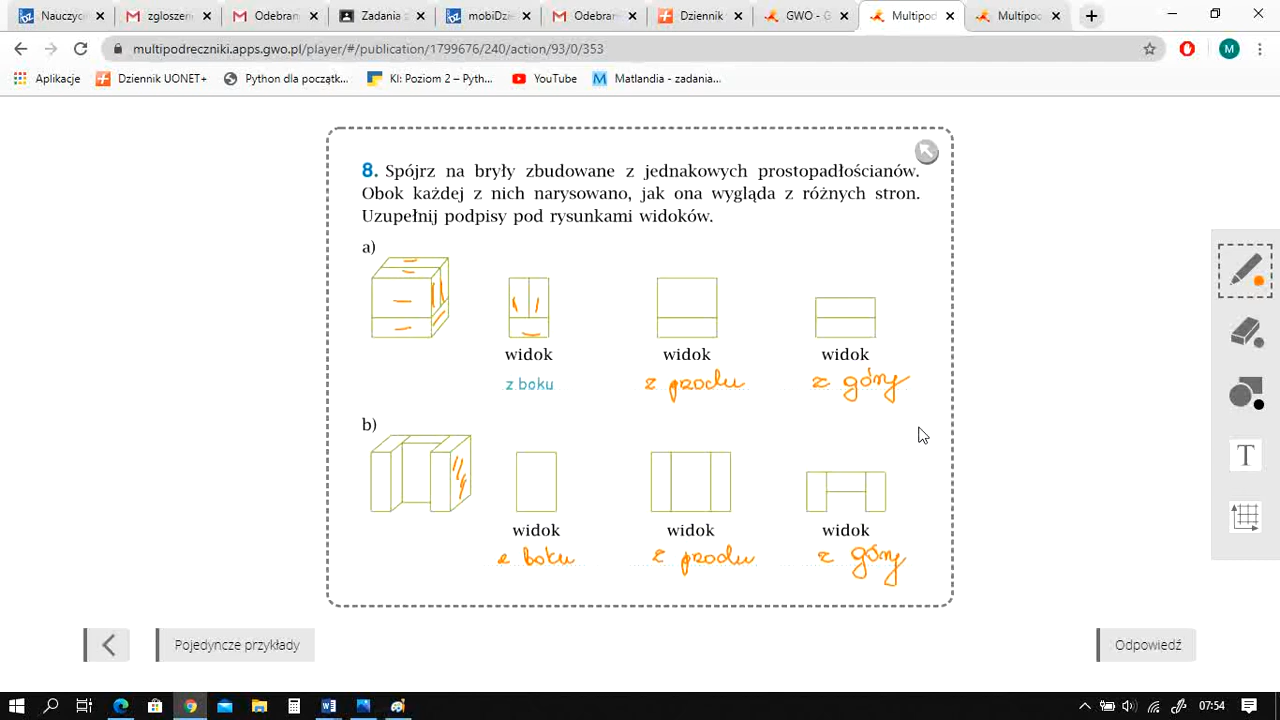 Nauczyc
zgloszen
Odebran
Zadania
mobiDzie
Odebran
Dziennik
GWO - G
Multipod
Multipod
multipodreczniki.apps.gwo.pl/player/#/publication/1799676/240/action/93/0/353
M
Aplikacje Dziennik UONET+ Python dla początk... KI: Poziom 2 – Pyth... YouTube Matlandia - zadania...
8. Spójrz na bryły zbudowane z jednakowych prostopadłościanów.
Obok każdej z nich narysowano, jak ona wygląda z różnych stron.
Uzupełnij podpisy pod rysunkami widoków.
a)
widok widok widok
z boku z przodu z góry
b)
widok widok widok
z boku z przodu z góry
T
Pojedyncze przykłady
Odpowiedź
07:54